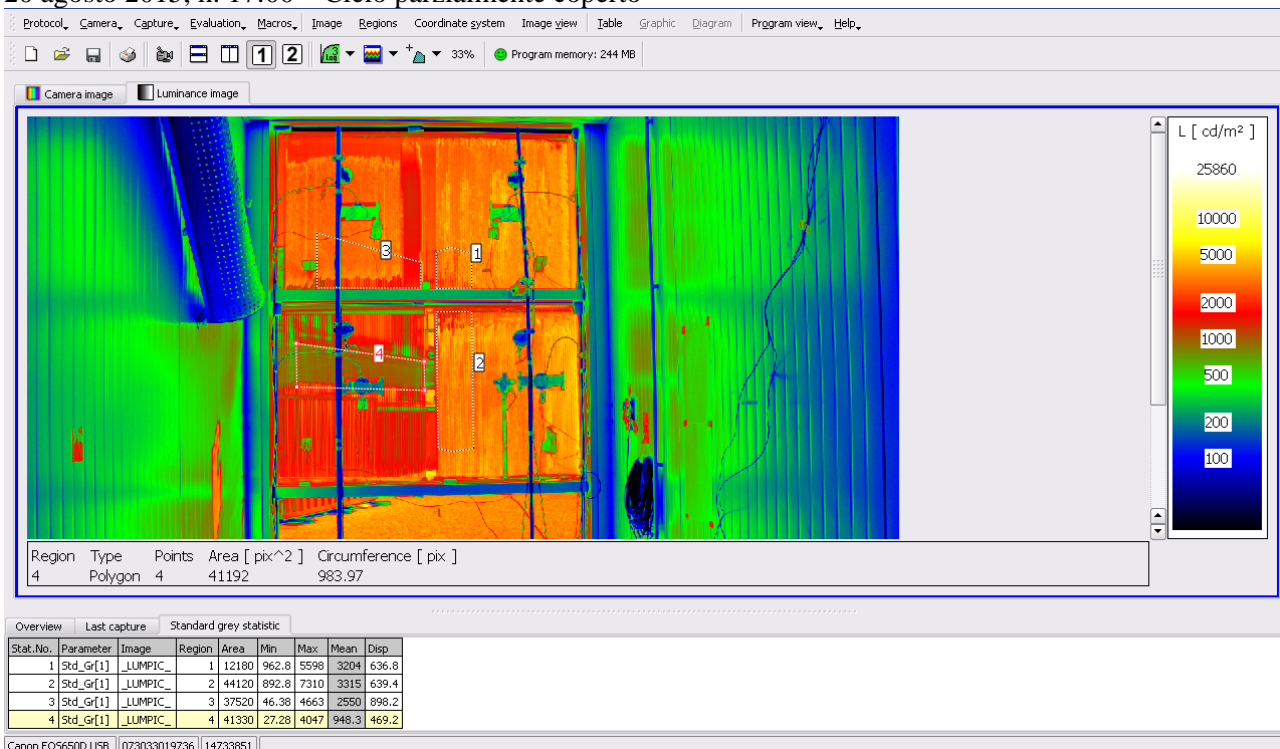 20 agosto 2015, h. 17:00 – Cielo parzialmente coperto
Protocol Camera Capture Evaluation Macros Image Regions Coordinate system Image view Table Graphic Diagram Program view Help
1 2 Log 33% Program memory: 244 MB
Camera image Luminance image
L [ cd/m² ]
25860
10000
5000
2000
1000
500
200
100
3 1
4 2
Region Type Points Area [ pix^2 ] Circumference [ pix ]
4 Polygon 4 41192 983.97
Overview Last capture Standard grey statistic
Stat.No. Parameter Image Region Area Min Max Mean Disp
1 Std_Gr[1] _LUMPIC_ 1 12180 962.8 5598 3204 636.8
2 Std_Gr[1] _LUMPIC_ 2 44120 892.8 7310 3315 639.4
3 Std_Gr[1] _LUMPIC_ 3 37520 46.38 4663 2550 898.2
4 Std_Gr[1] _LUMPIC_ 4 41330 27.28 4047 948.3 469.2
Canon EOS650D USB 073033019736 14733851